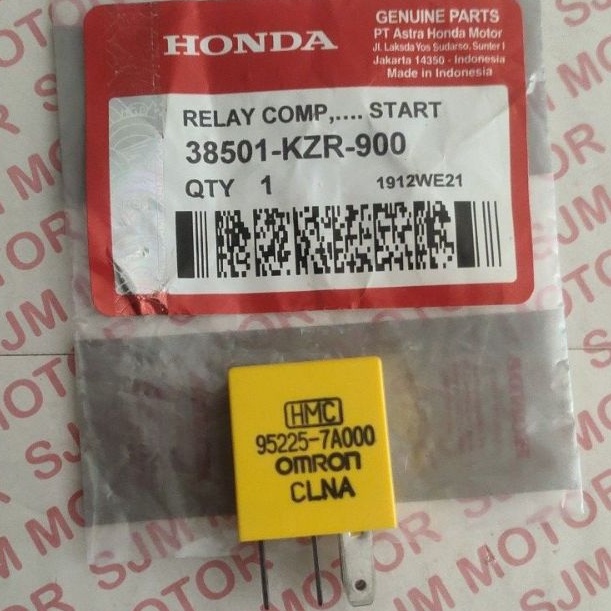 HONDA
GENUINE PARTS
PT Astra Honda Motor
Jl. Laksda Yos Sudarso, Sunter I
Jakarta 14350 - Indonesia
Made in Indonesia
RELAY COMP,.... START
38501-KZR-900
QTY 1
1912WE21
HMC
95225-7A000
omron
CLNA
SJM MOTOR